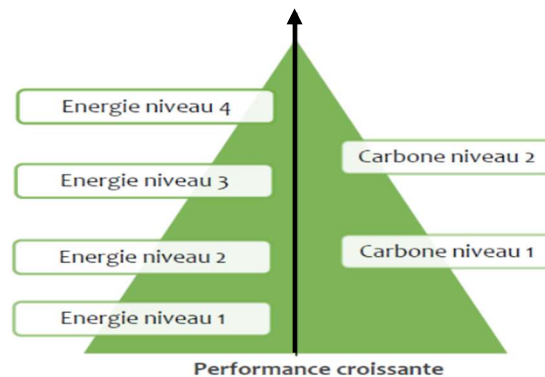 Energie niveau 4
Carbone niveau 2
Energie niveau 3
Energie niveau 2
Carbone niveau 1
Energie niveau 1
Performance croissante